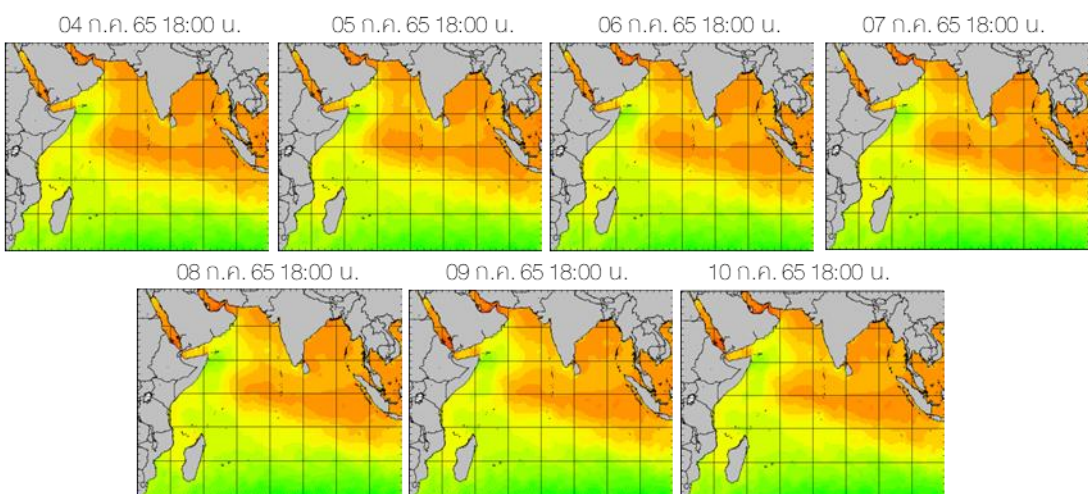 04 ก.ค. 65 18:00 น.
05 ก.ค. 65 18:00 น.
06 ก.ค. 65 18:00 น.
07 ก.ค. 65 18:00 น.
08 ก.ค. 65 18:00 น.
09 ก.ค. 65 18:00 น.
10 ก.ค. 65 18:00 น.